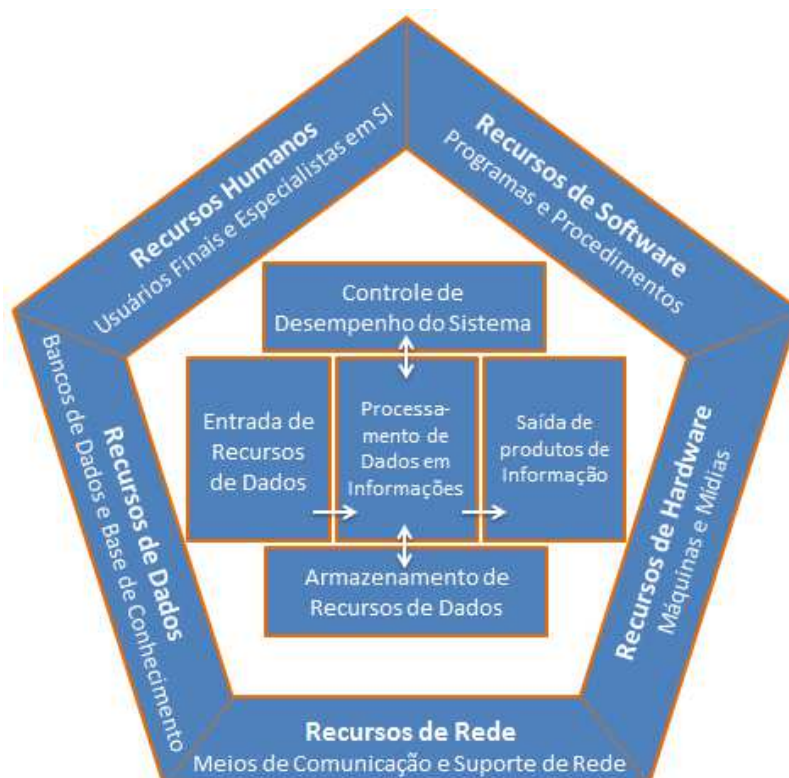 Recursos Humanos
Usuários Finais e Especialistas em SI
Recursos de Software
Programas e Procedimentos
Controle de
Desempenho do Sistema
Entrada de
Recursos
de Dados
Processa-
mento de
Dados em
Informações
Saída de
produtos de
Informação
Armazenamento de
Recursos de Dados
Recursos de Dados
Bancos de Dados e Base de Conhecimento
Recursos de Hardware
Máquinas e Mídias
Recursos de Rede
Meios de Comunicação e Suporte de Rede